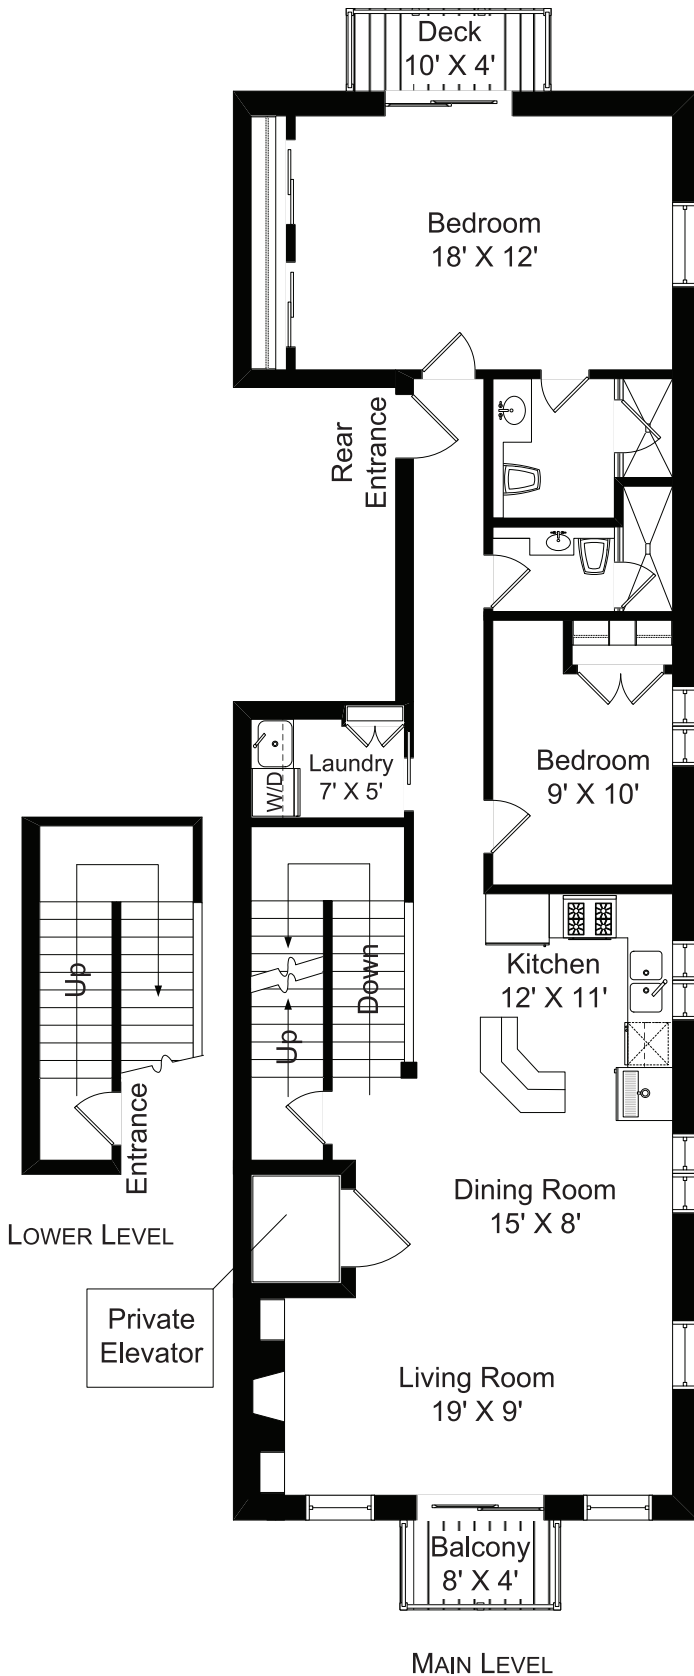 Deck
10' X 4'
Bedroom
18' X 12'
Rear
Entrance
Laundry
7' X 5'
W/D
Bedroom
9' X 10'
Kitchen
12' X 11'
Up
Down
Up
Entrance
LOWER LEVEL
Dining Room
15' X 8'
Private
Elevator
Living Room
19' X 9'
Balcony
8' X 4'
MAIN LEVEL